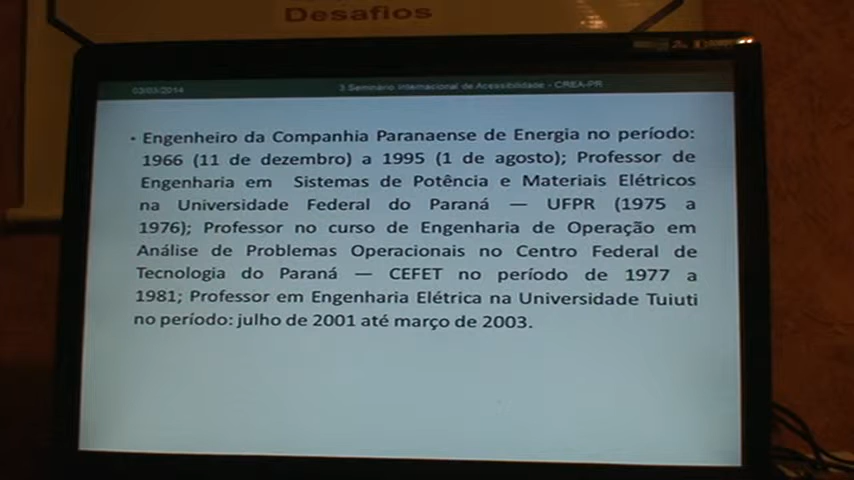 Desafios
03/03/2014
3 Seminário Internacional de Acessibilidade - CREA-PR
• Engenheiro da Companhia Paranaense de Energia no período:
1966 (11 de dezembro) a 1995 (1 de agosto); Professor de
Engenharia em Sistemas de Potência e Materiais Elétricos
na Universidade Federal do Paraná — UFPR (1975 a
1976); Professor no curso de Engenharia de Operação em
Análise de Problemas Operacionais no Centro Federal de
Tecnologia do Paraná — CEFET no período de 1977 a
1981; Professor em Engenharia Elétrica na Universidade Tuiuti
no período: julho de 2001 até março de 2003.